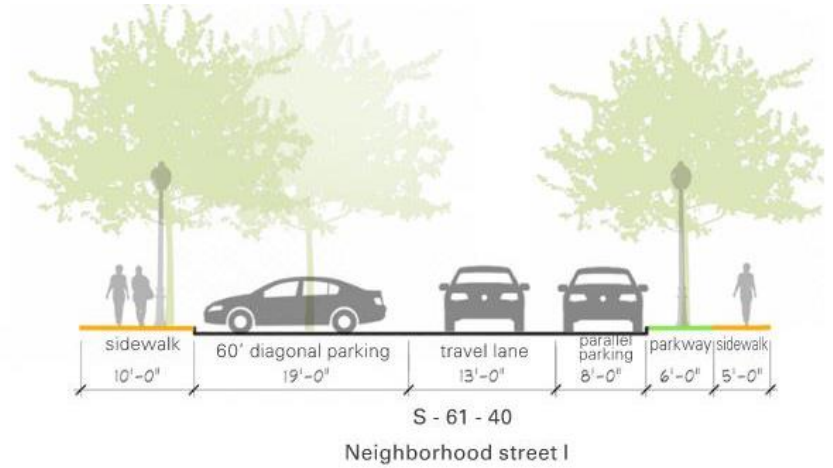 sidewalk
60' diagonal parking
travel lane
parallel
parking
parkway
sidewalk
10'-0"
19'-0"
13'-0"
8'-0"
6'-0"
5'-0"
S - 61 - 40
Neighborhood street I